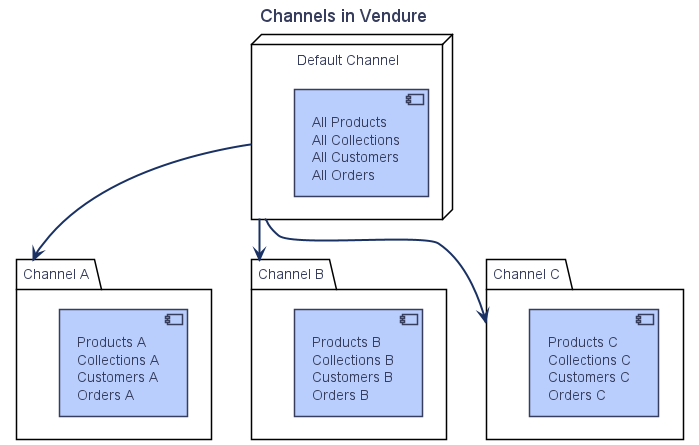 Channels in Vendure
Default Channel
All Products
All Collections
All Customers
All Orders
Channel A
Products A
Collections A
Customers A
Orders A
Channel B
Products B
Collections B
Customers B
Orders B
Channel C
Products C
Collections C
Customers C
Orders C